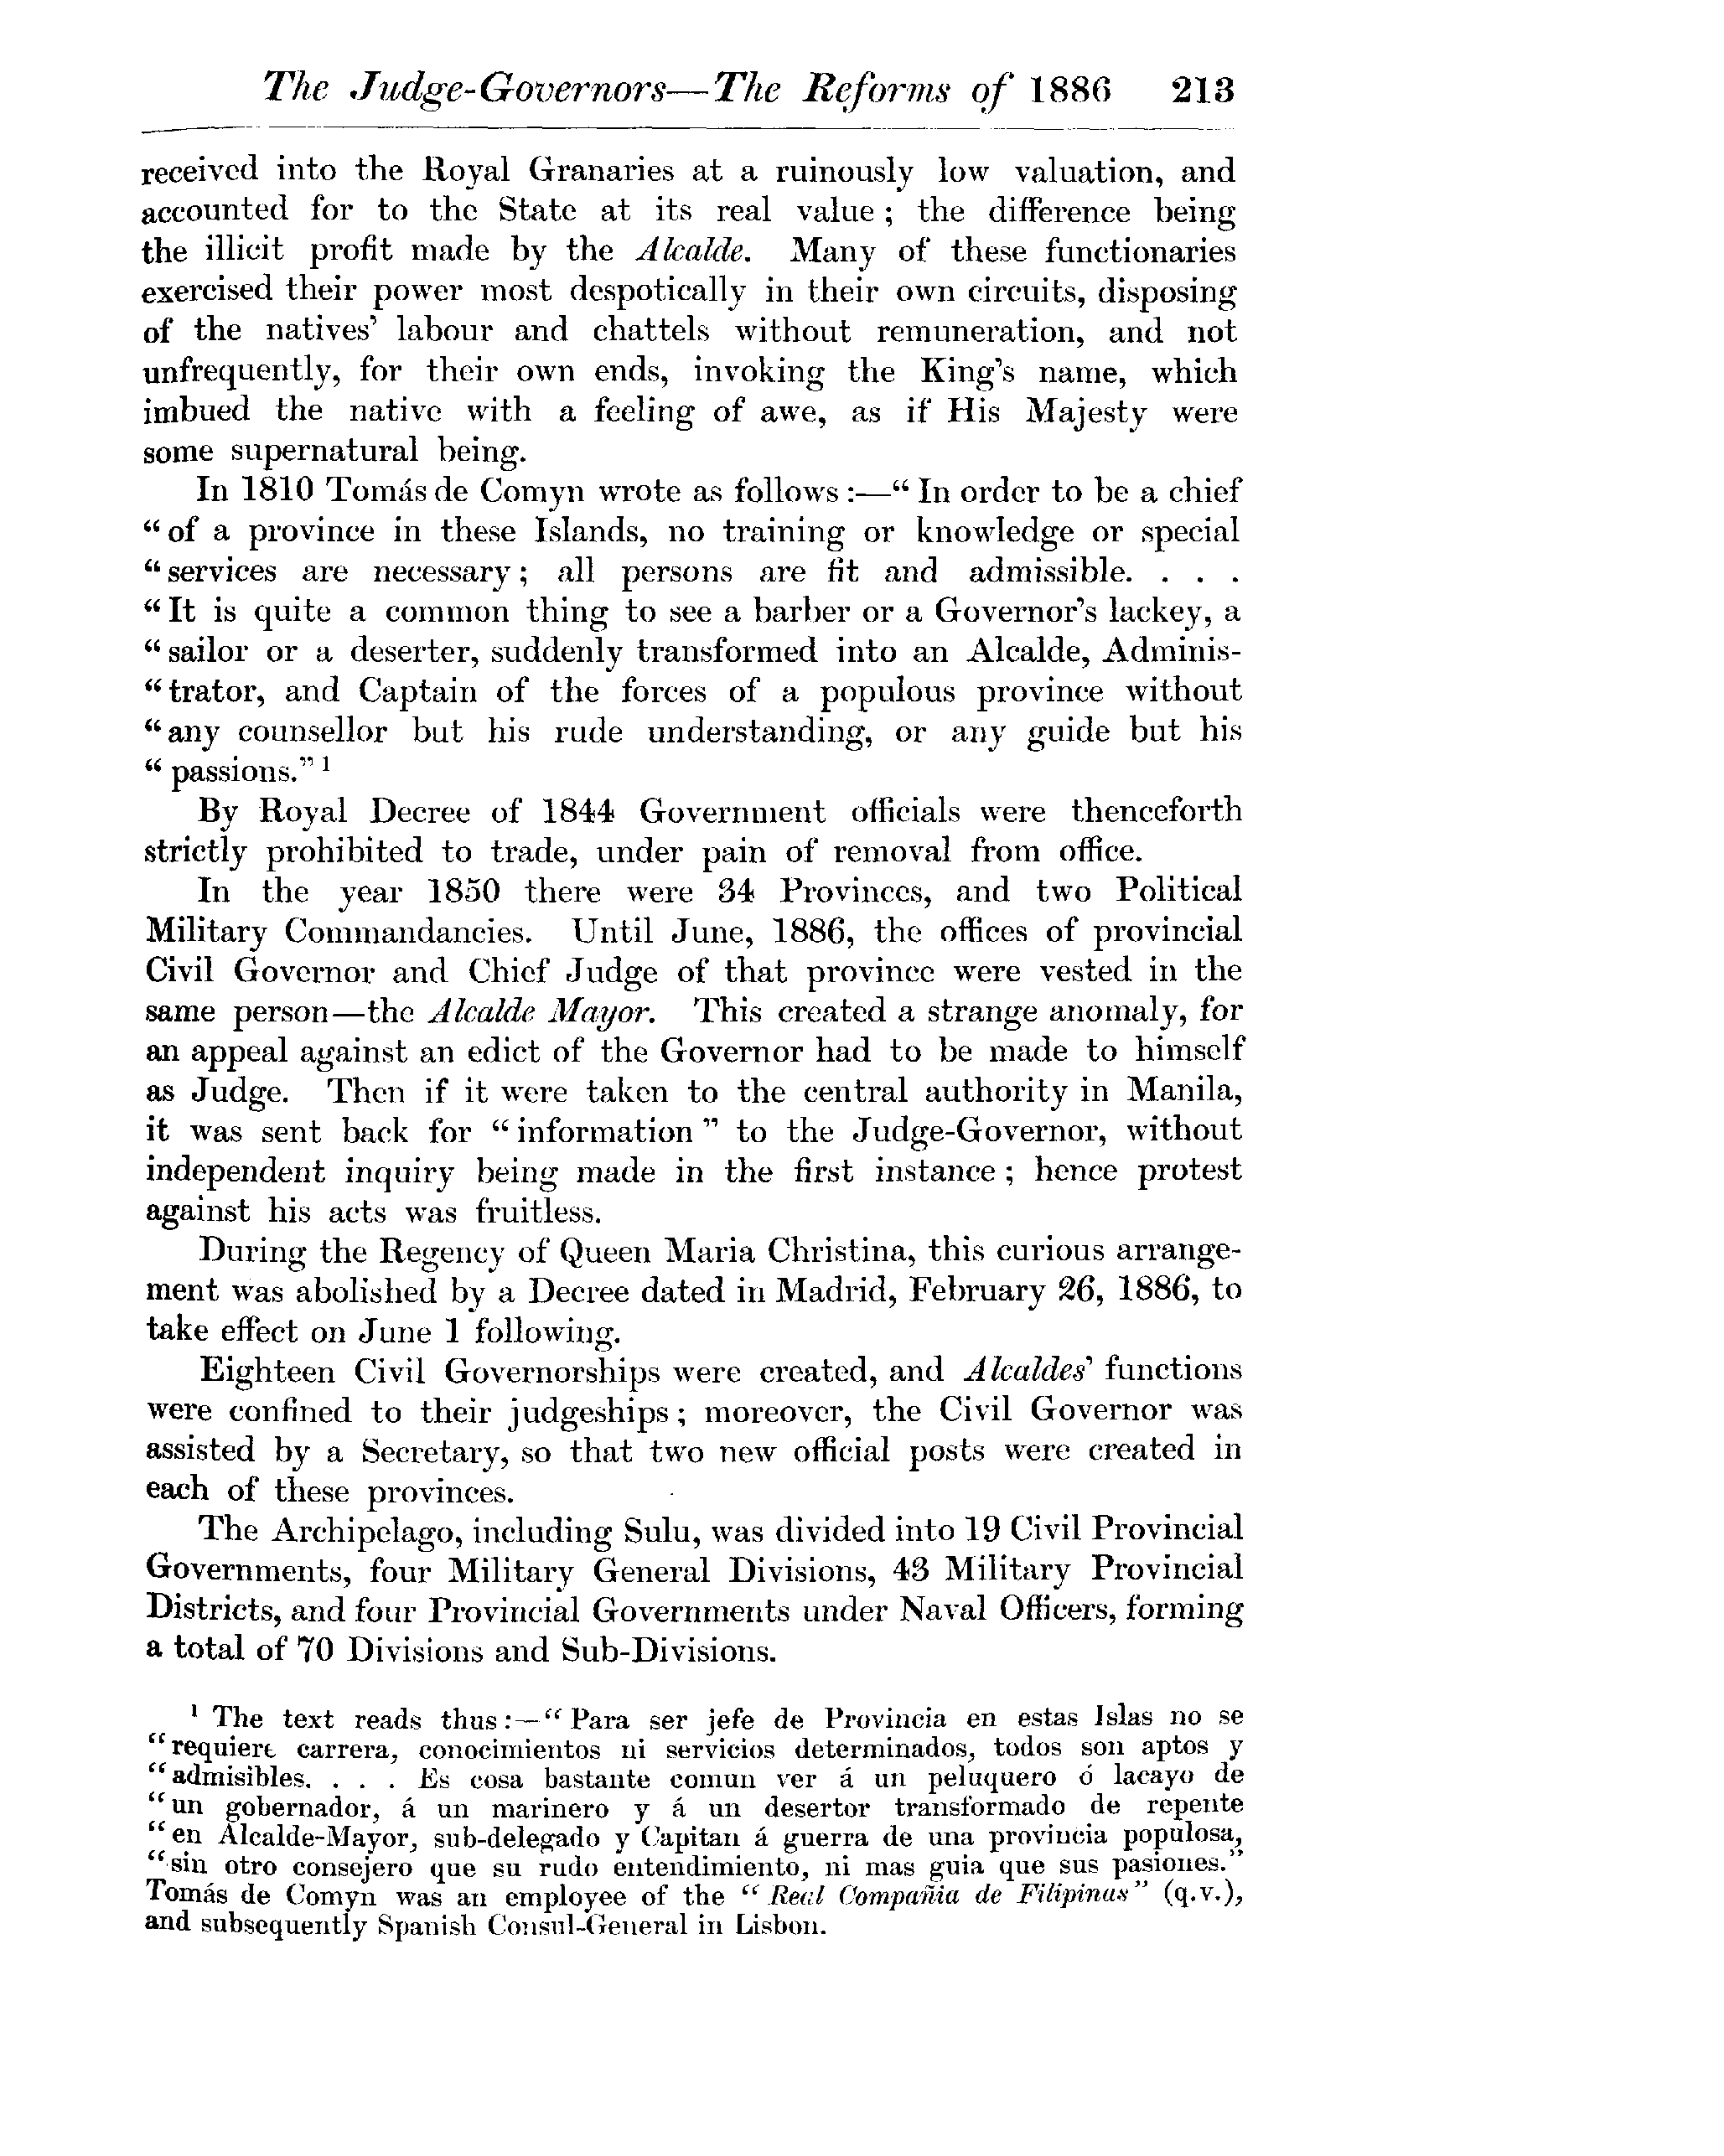 The Judge-Governors—The Reforms of 1886 213
received into the Royal Granaries at a ruinously low valuation, and
accounted for to the State at its real value ; the difference being
the illicit profit made by the Alcalde. Many of these functionaries
exercised their power most despotically in their own circuits, disposing
of the natives' labour and chattels without remuneration, and not
unfrequently, for their own ends, invoking the King's name, which
imbued the native with a feeling of awe, as if His Majesty were
some supernatural being.
In 1810 Tomás de Comyn wrote as follows :—“ In order to be a chief
“ of a province in these Islands, no training or knowledge or special
“ services are necessary ; all persons are fit and admissible. . . .
“ It is quite a common thing to see a barber or a Governor's lackey, a
“ sailor or a deserter, suddenly transformed into an Alcalde, Adminis-
“ trator, and Captain of the forces of a populous province without
“ any counsellor but his rude understanding, or any guide but his
“ passions.” 1
By Royal Decree of 1844 Government officials were thenceforth
strictly prohibited to trade, under pain of removal from office.
In the year 1850 there were 34 Provinces, and two Political
Military Commandancies. Until June, 1886, the offices of provincial
Civil Governor and Chief Judge of that province were vested in the
same person—the Alcalde Mayor. This created a strange anomaly, for
an appeal against an edict of the Governor had to be made to himself
as Judge. Then if it were taken to the central authority in Manila,
it was sent back for “ information ” to the Judge-Governor, without
independent inquiry being made in the first instance ; hence protest
against his acts was fruitless.
During the Regency of Queen Maria Christina, this curious arrange-
ment was abolished by a Decree dated in Madrid, February 26, 1886, to
take effect on June 1 following.
Eighteen Civil Governorships were created, and Alcaldes' functions
were confined to their judgeships ; moreover, the Civil Governor was
assisted by a Secretary, so that two new official posts were created in
each of these provinces.
The Archipelago, including Sulu, was divided into 19 Civil Provincial
Governments, four Military General Divisions, 43 Military Provincial
Districts, and four Provincial Governments under Naval Officers, forming
a total of 70 Divisions and Sub-Divisions.
1 The text reads thus :—“ Para ser jefe de Provincia en estas Islas no se
“ requiere carrera, conocimientos ni servicios determinados, todos son aptos y
“ admisibles. . . . Es cosa bastante comun ver á un peluquero ó lacayo de
“ un gobernador, á un marinero y á un desertor transformado de repente
“ en Alcalde-Mayor, sub-delegado y Capitan á guerra de una provincia populosa,
“ sin otro consejero que su rudo entendimiento, ni mas guia que sus pasiones.”
Tomás de Comyn was an employee of the “ Real Compañia de Filipinas ” (q.v.),
and subsequently Spanish Consul-General in Lisbon.